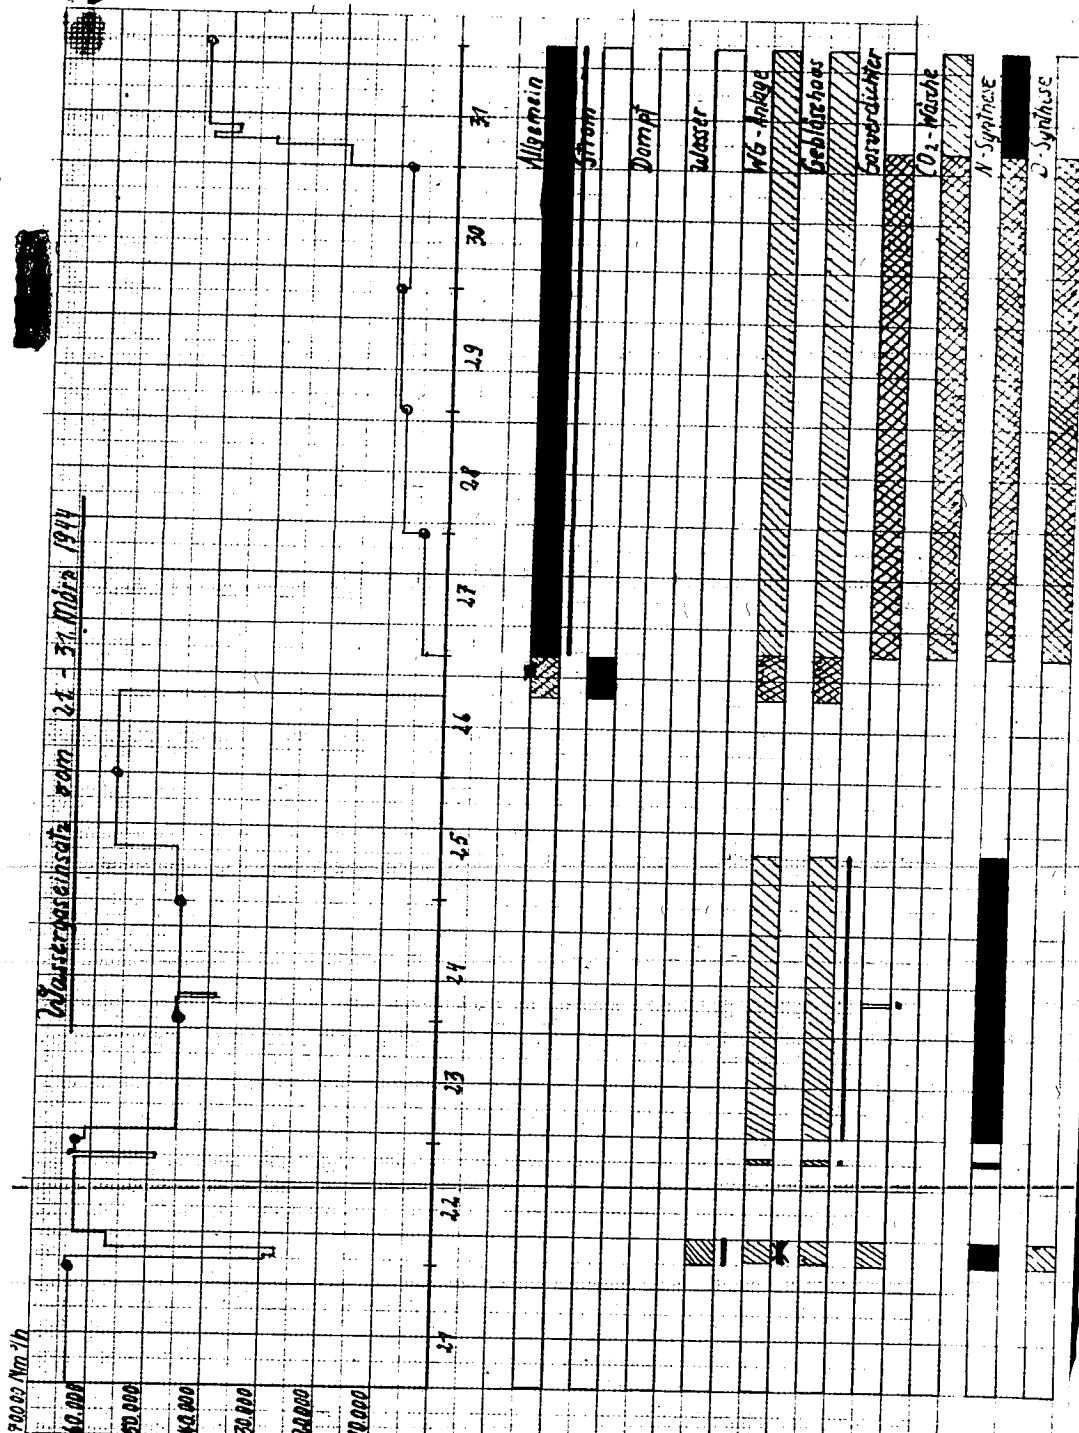 Wassergaseinsatz vom 21 - 31. März 1944
70.000 Nm³/h
60.000
50.000
40.000
30.000
20.000
10.000
21
22
23
24
25
26
27
28
29
30
31
Allgemein
Strom
Dampf
Wasser
WG-Anlage
Gebläsehaus
Gasverdichter
CO₂-Wäsche
N-Synthese
D-Synthese